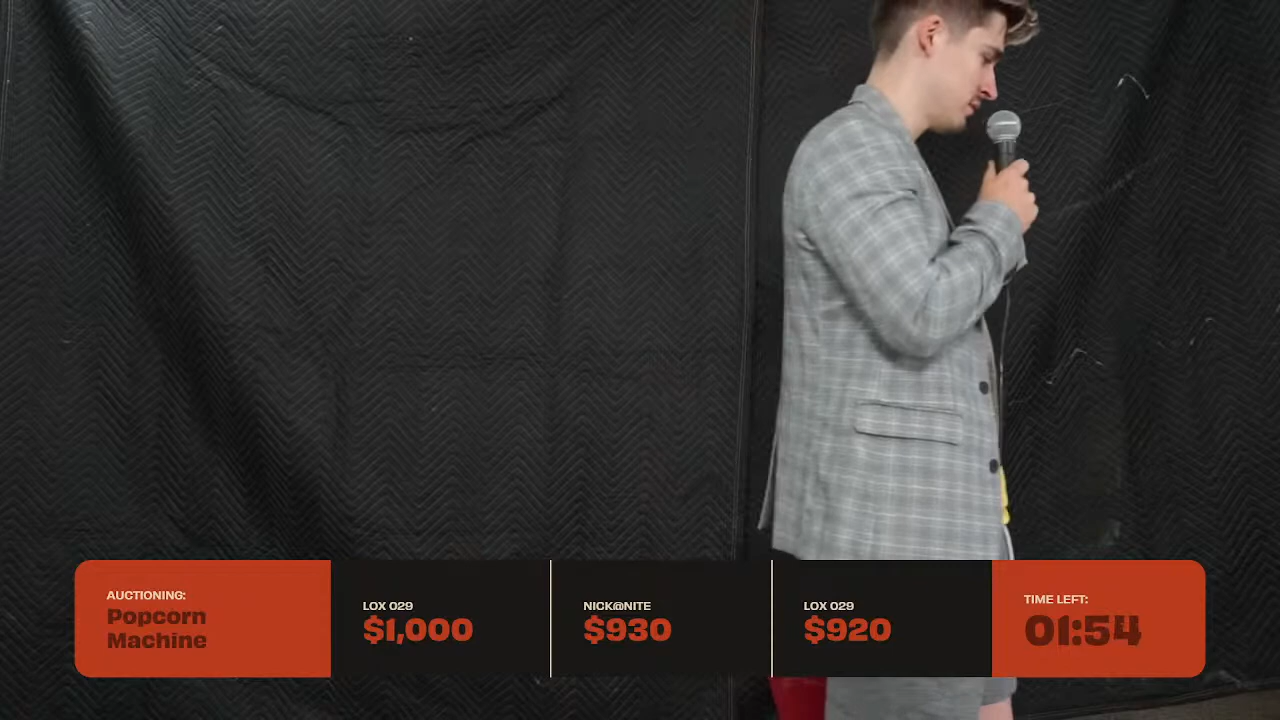 AUCTIONING:
Popcorn
Machine
LOX 029
$1,000
NICK@NITE
$930
LOX 029
$920
TIME LEFT:
01:54